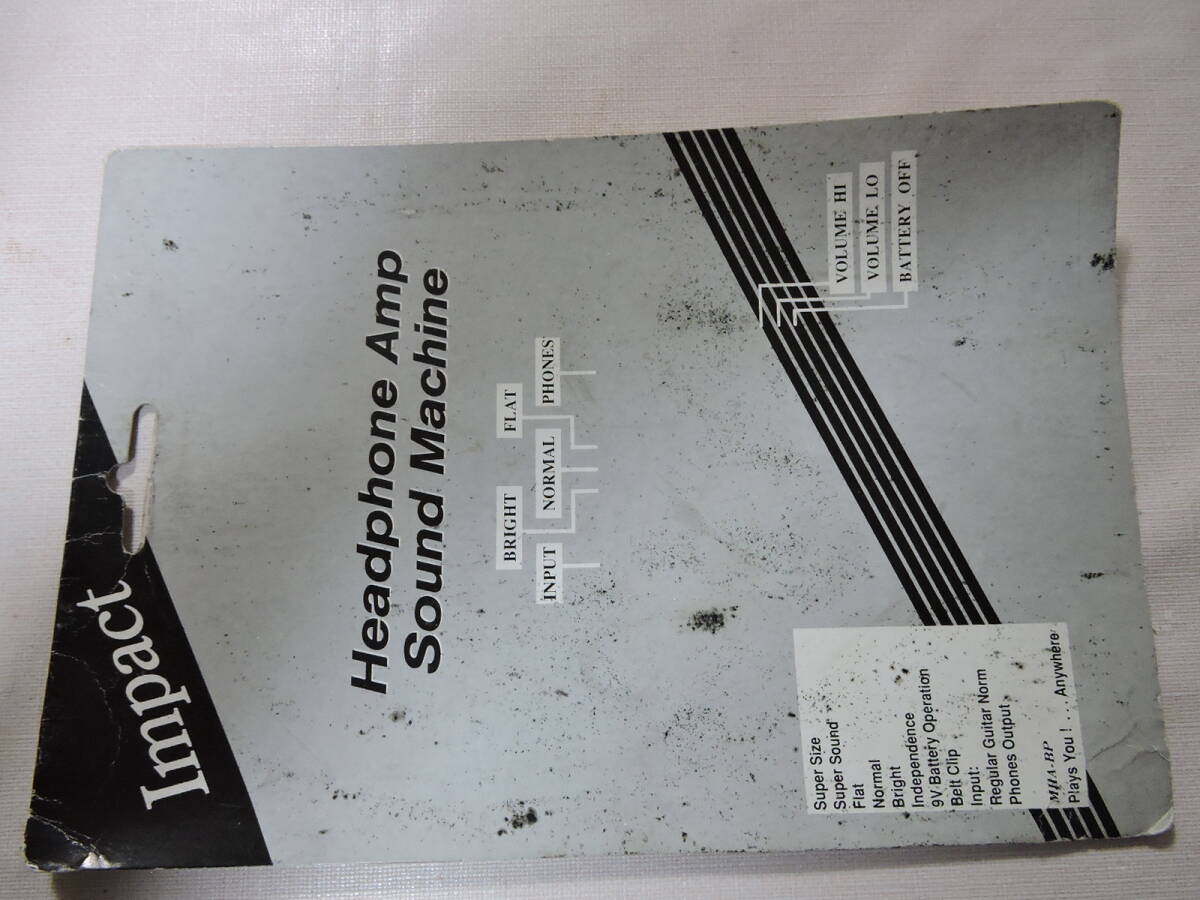 Impact
Headphone Amp
Sound Machine
BRIGHT
FLAT
INPUT
NORMAL
PHONES
VOLUME HI
VOLUME LO
BATTERY OFF
Super Size
Super Sound
Flat
Normal
Bright
Independence
9V Battery Operation
Belt Clip
Input:
Regular Guitar Norm
Phones Output
MHA-BP
Plays You ! . . . Anywhere